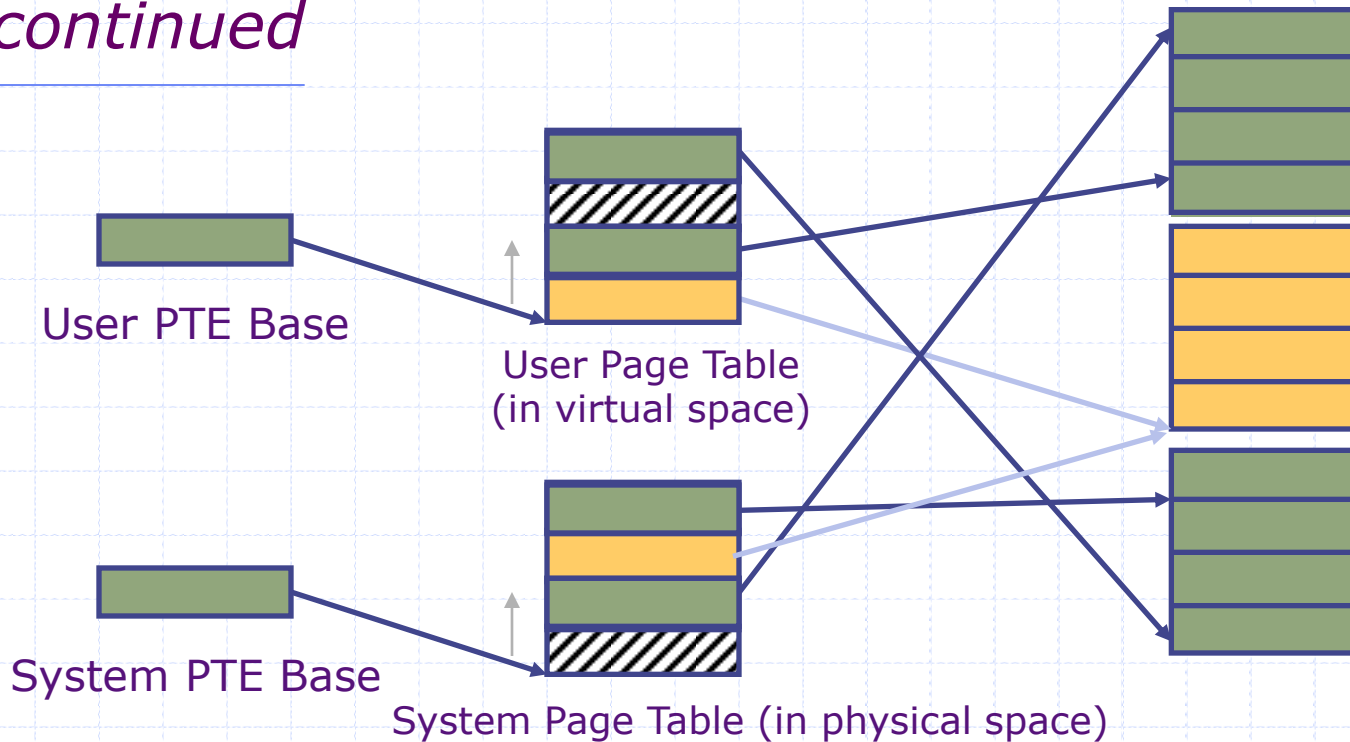 continued
User PTE Base
User Page Table
(in virtual space)
System PTE Base
System Page Table (in physical space)